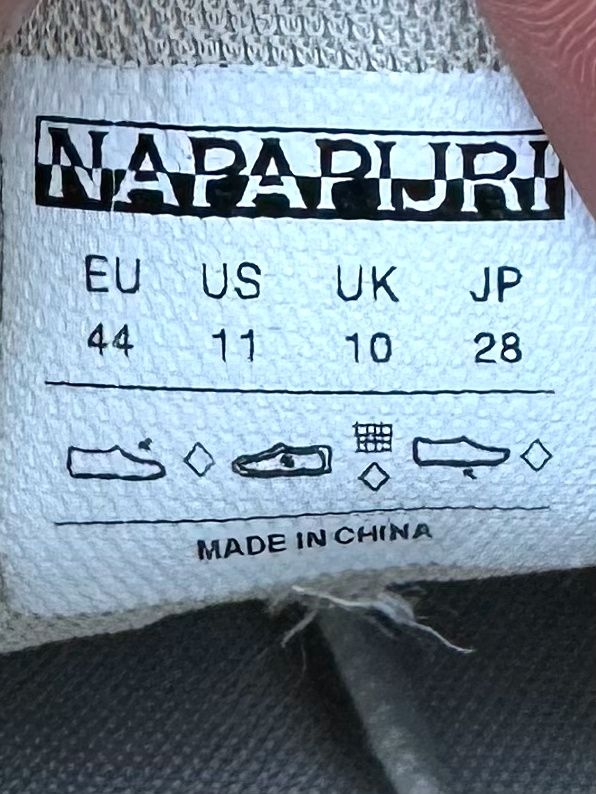 NAPAPIJRI
EU US UK JP
44 11 10 28
MADE IN CHINA